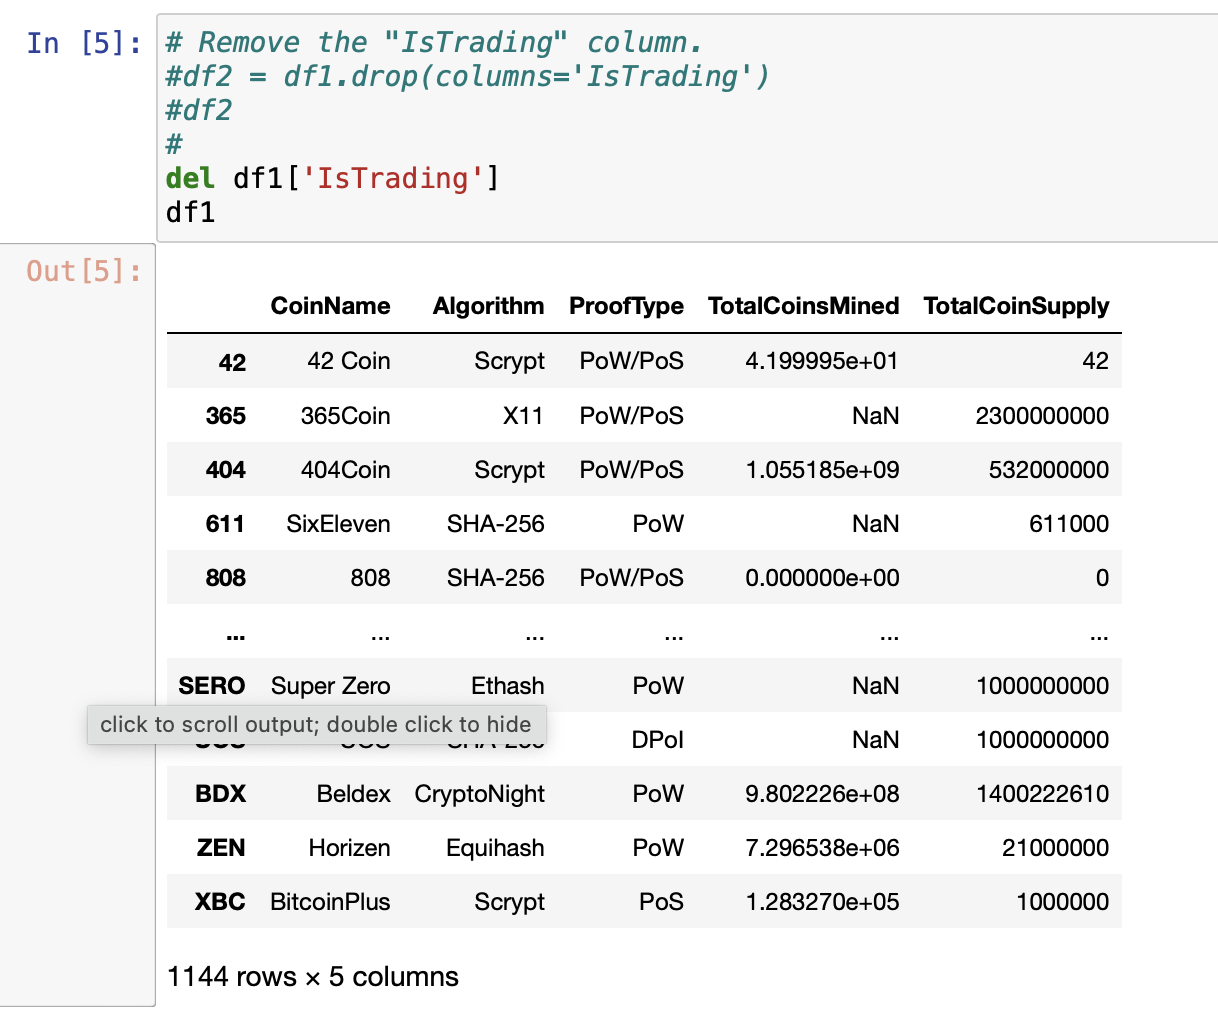 In [5]: # Remove the "IsTrading" column.
#df2 = df1.drop(columns='IsTrading')
#df2
#
del df1['IsTrading']
df1
Out[5]:
CoinName Algorithm ProofType TotalCoinsMined TotalCoinSupply
42 42 Coin Scrypt PoW/PoS 4.199995e+01 42
365 365Coin X11 PoW/PoS NaN 2300000000
404 404Coin Scrypt PoW/PoS 1.055185e+09 532000000
611 SixEleven SHA-256 PoW NaN 611000
808 808 SHA-256 PoW/PoS 0.000000e+00 0
... ... ... ... ... ...
SERO Super Zero Ethash PoW NaN 1000000000
click to scroll output; double click to hide
DPoI NaN 1000000000
BDX Beldex CryptoNight PoW 9.802226e+08 1400222610
ZEN Horizen Equihash PoW 7.296538e+06 21000000
XBC BitcoinPlus Scrypt PoS 1.283270e+05 1000000
1144 rows × 5 columns